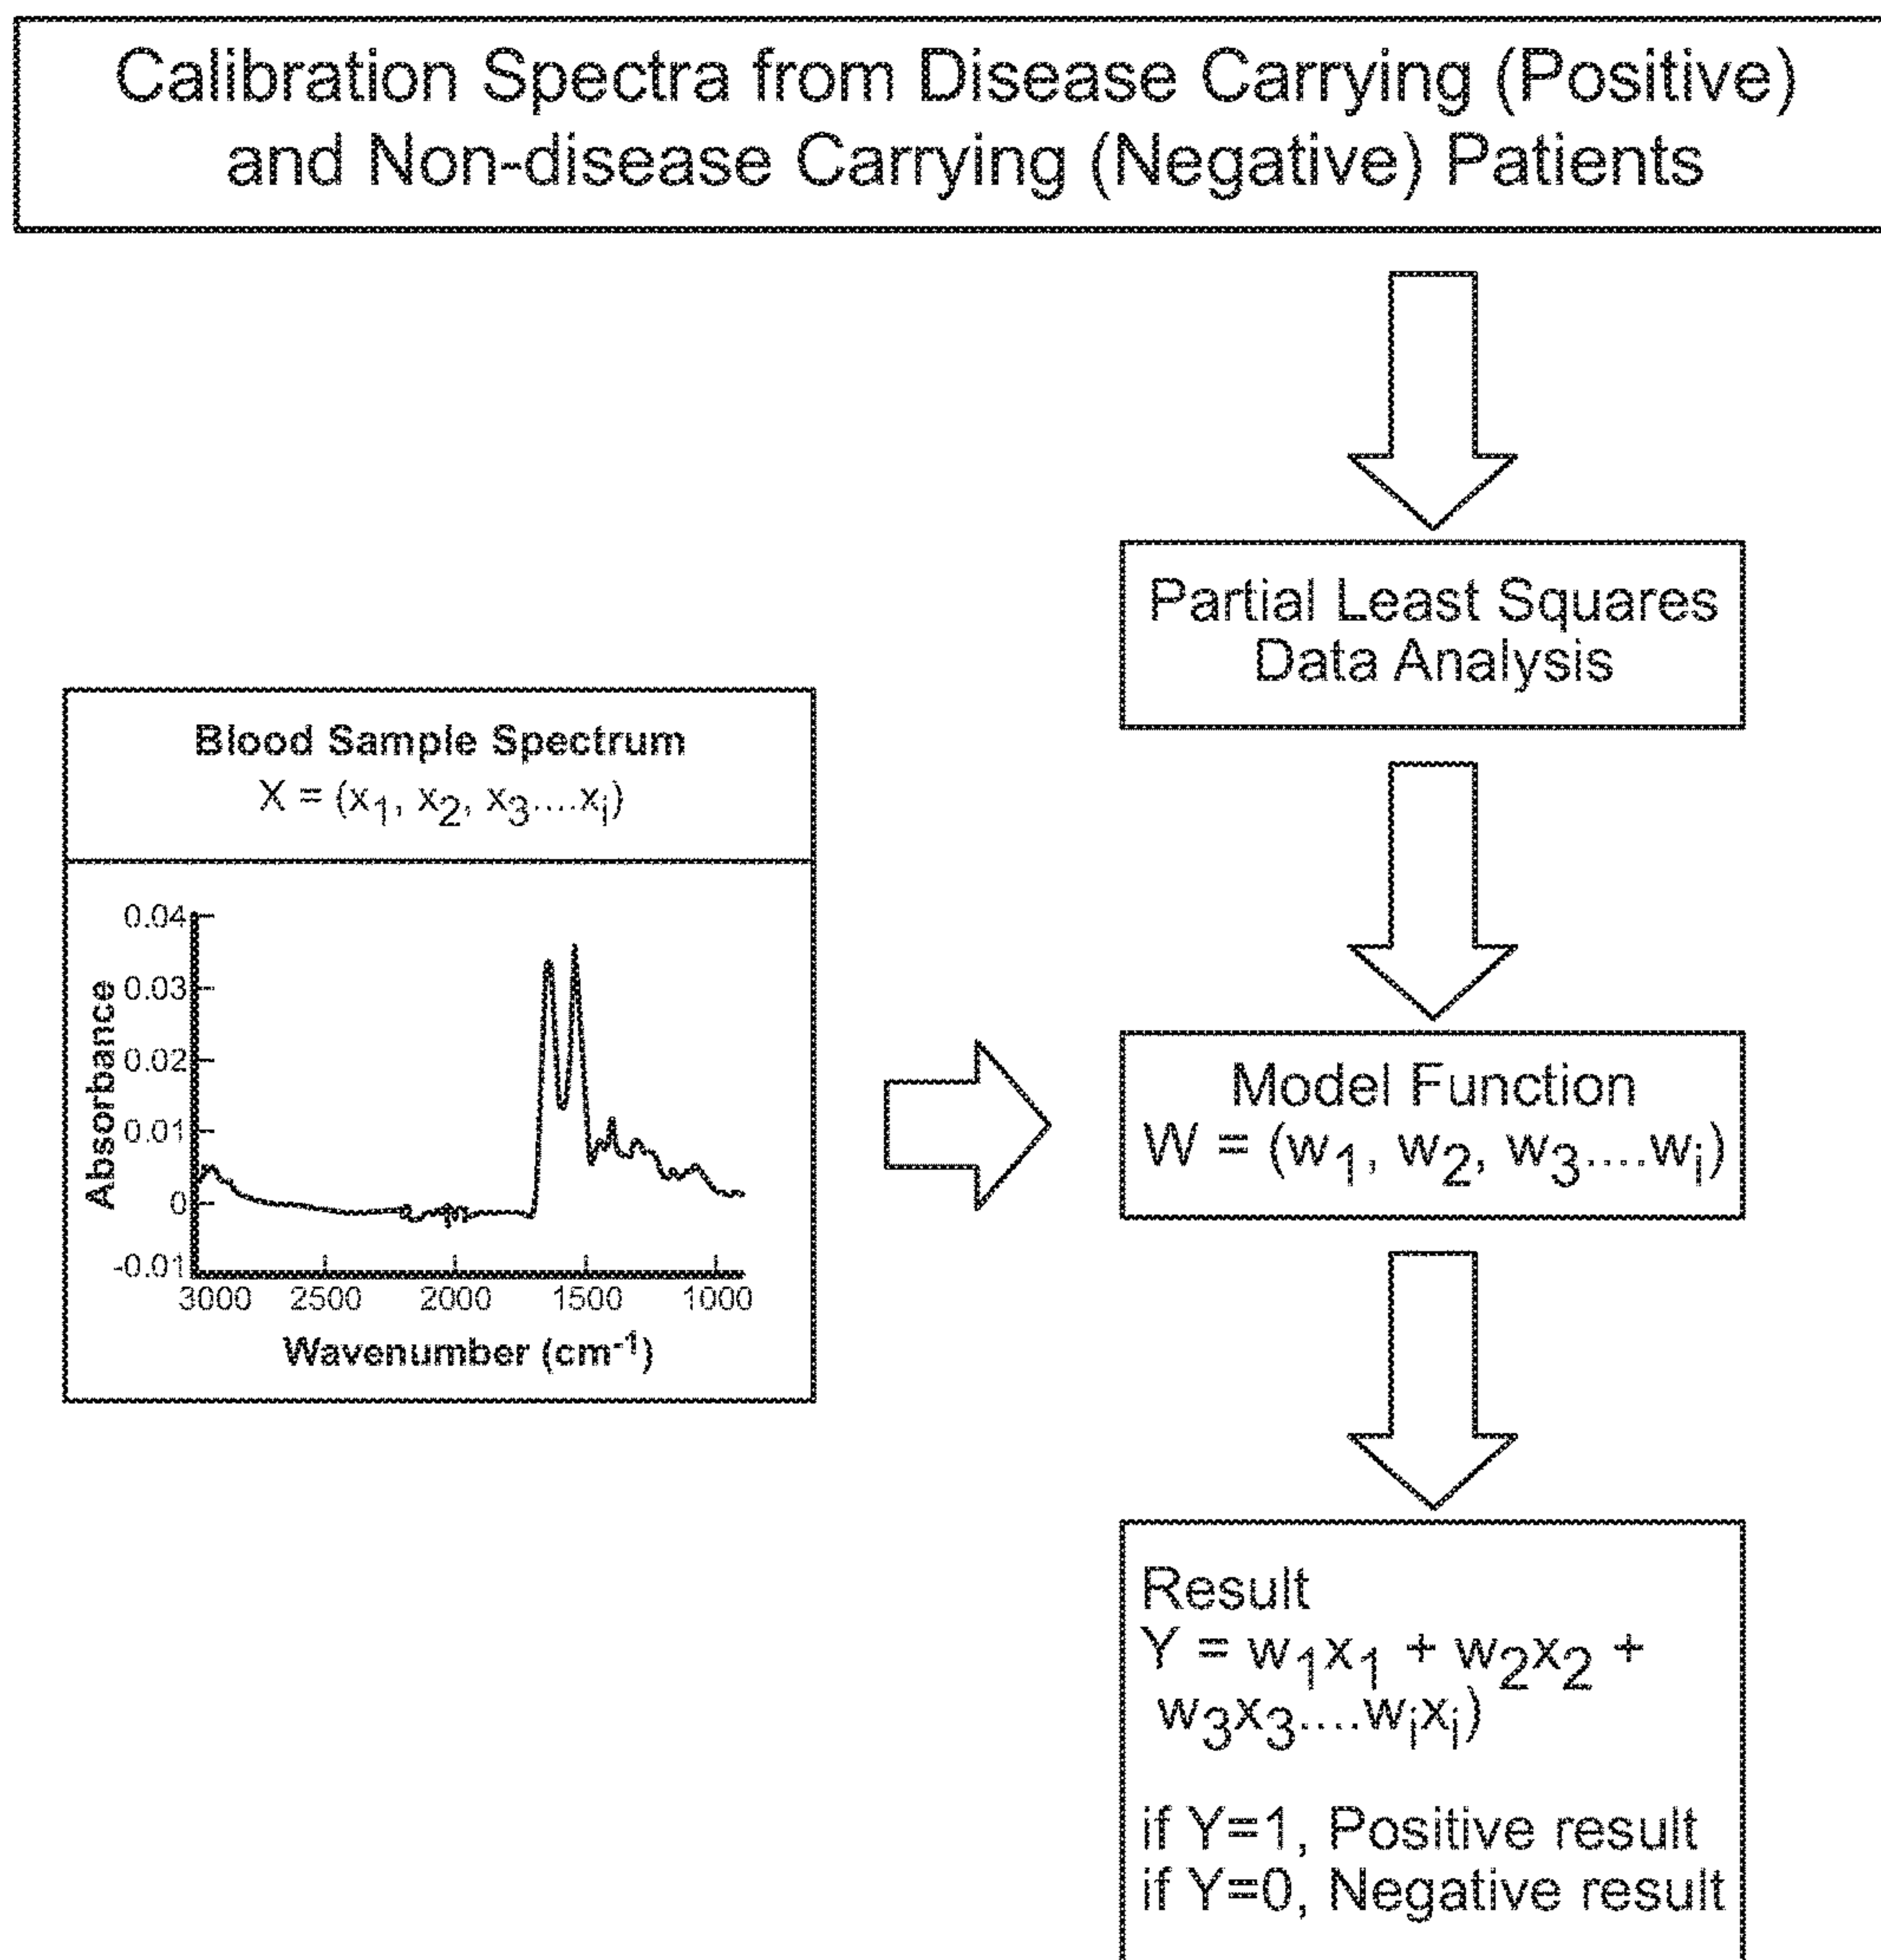 Calibration Spectra from Disease Carrying (Positive)
and Non-disease Carrying (Negative) Patients
Partial Least Squares
Data Analysis
Blood Sample Spectrum
X = (x1, x2, x3....xi)
Absorbance
0.04
0.03
0.02
0.01
0
-0.01
3000 2500 2000 1500 1000
Wavenumber (cm-1)
Model Function
W = (w1, w2, w3....wi)
Result
Y = w1x1 + w2x2 +
w3x3....wixi)
if Y=1, Positive result
if Y=0, Negative result